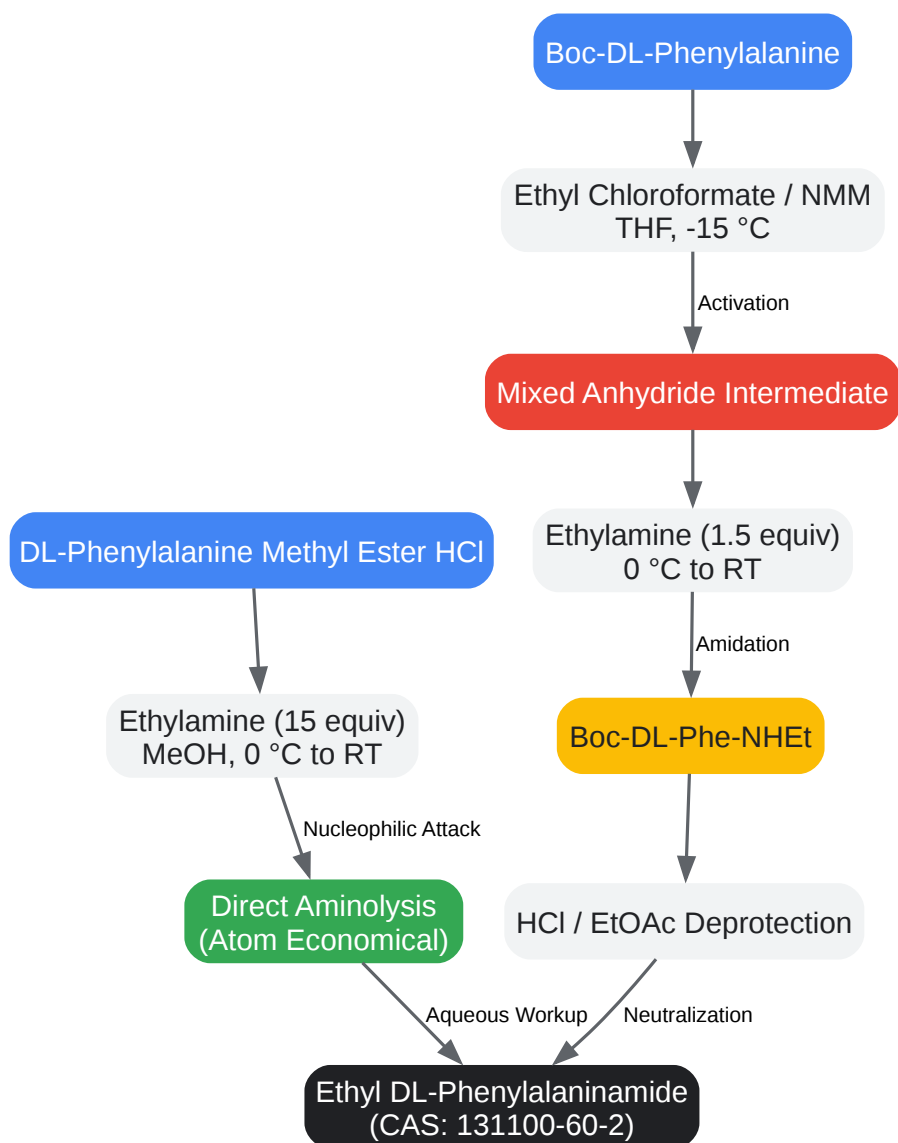 Boc-DL-Phenylalanine
Ethyl Chloroformate / NMM
THF, -15 °C
Activation
Mixed Anhydride Intermediate
DL-Phenylalanine Methyl Ester HCl
Ethylamine (1.5 equiv)
0 °C to RT
Amidation
Ethylamine (15 equiv)
MeOH, 0 °C to RT
Boc-DL-Phe-NHEt
Nucleophilic Attack
Direct Aminolysis
(Atom Economical)
HCl / EtOAc Deprotection
Aqueous Workup
Neutralization
Ethyl DL-Phenylalaninamide
(CAS: 131100-60-2)